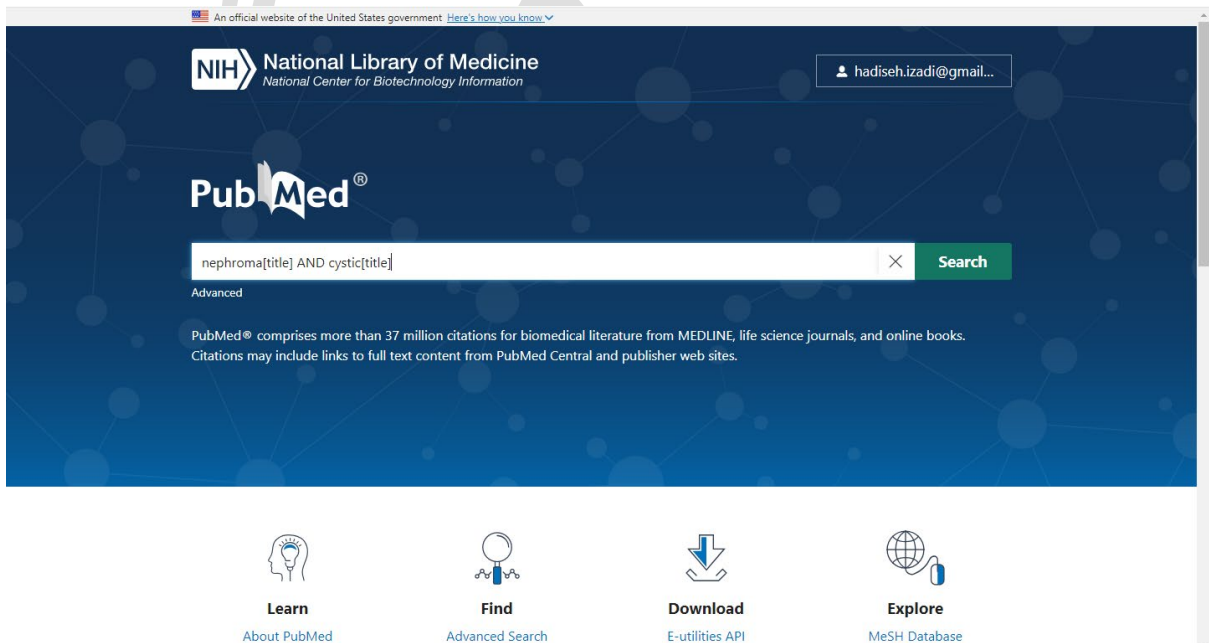 An official website of the United States government Here's how you know
NIH National Library of Medicine
National Center for Biotechnology Information
hadiseh.izadi@gmail...
PubMed®
nephroma[title] AND cystic[title]
Search
Advanced
PubMed® comprises more than 37 million citations for biomedical literature from MEDLINE, life science journals, and online books.
Citations may include links to full text content from PubMed Central and publisher web sites.
Learn Find Download Explore
About PubMed Advanced Search E-utilities API MeSH Database